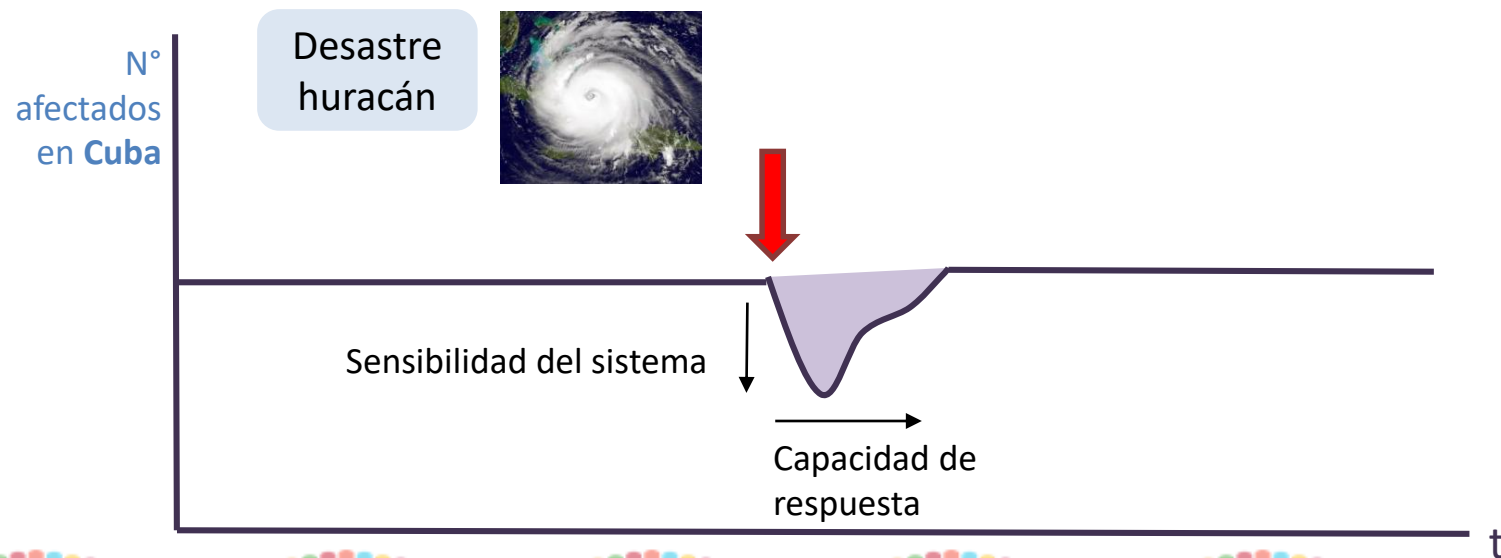 Desastre
huracán
N°
afectados
en Cuba
Sensibilidad del sistema
Capacidad de
respuesta
t